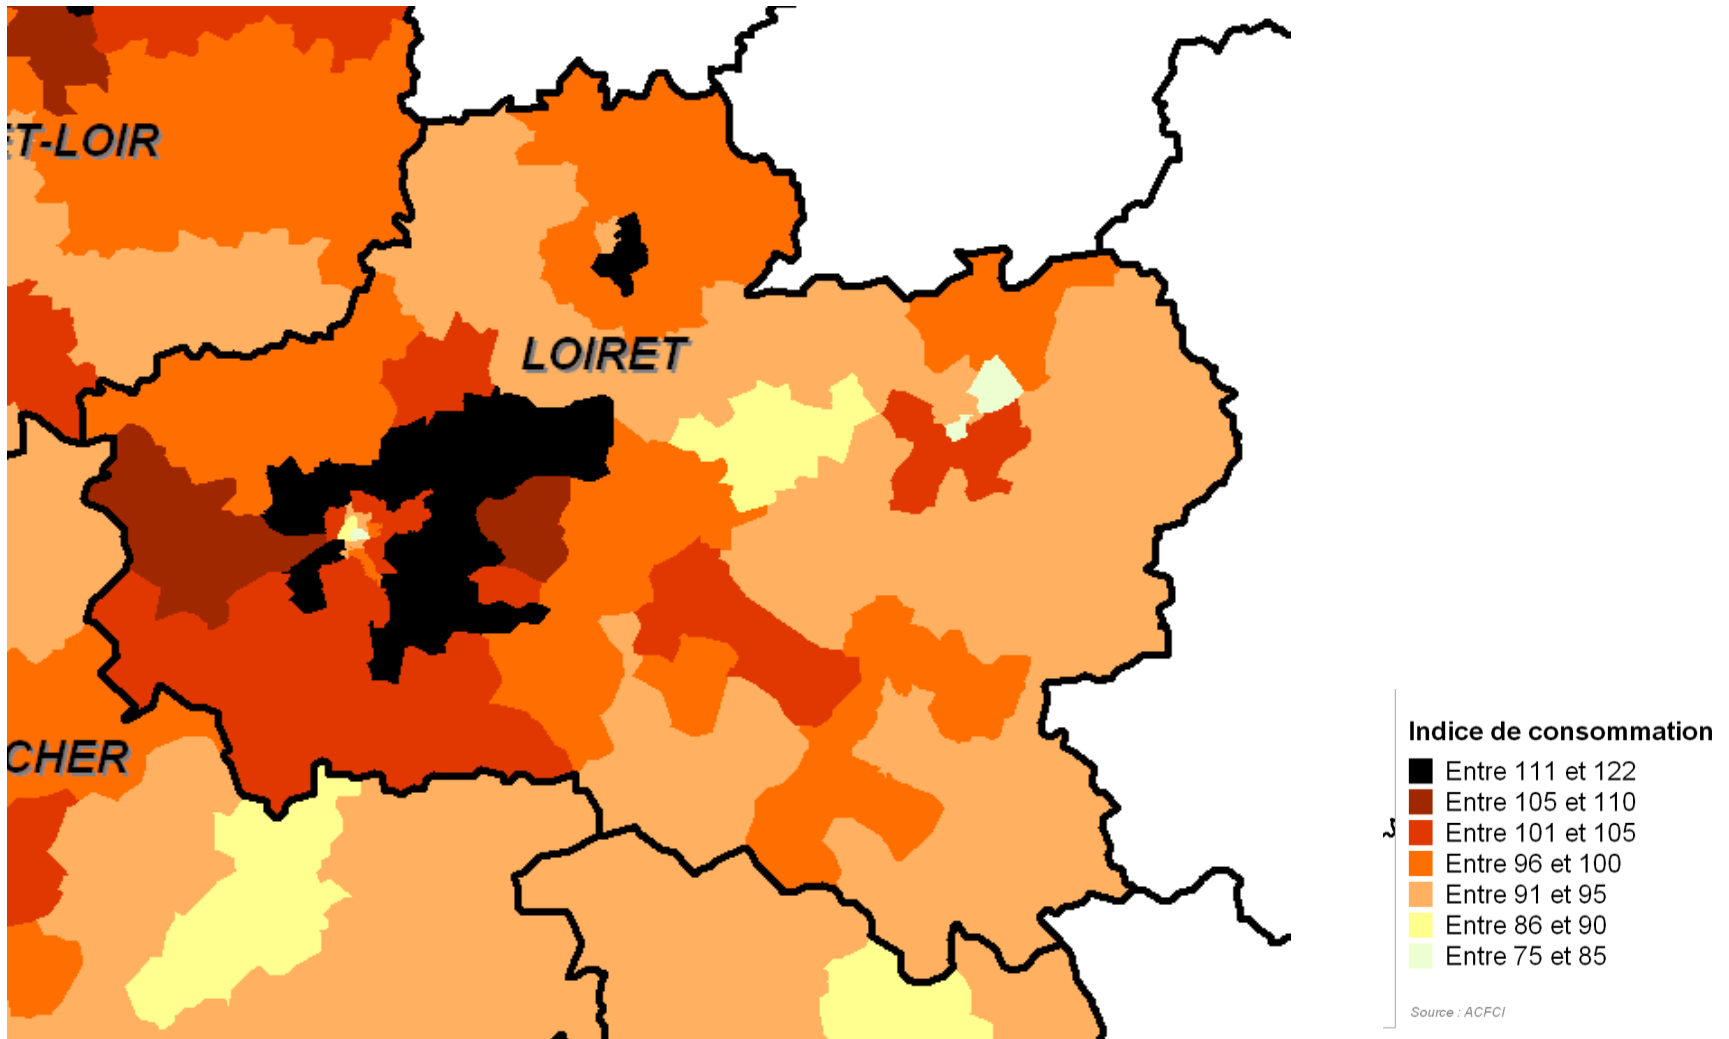 ET-LOIR
LOIRET
CHER
Indice de consommation
Entre 111 et 122
Entre 105 et 110
Entre 101 et 105
Entre 96 et 100
Entre 91 et 95
Entre 86 et 90
Entre 75 et 85
Source : ACFCI